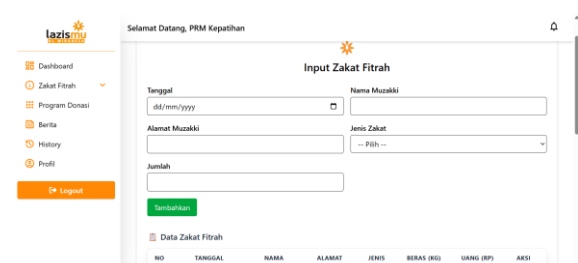 lazismu
Selamat Datang, PRM Kepatihan
Dashboard
Zakat Fitrah
Program Donasi
Berita
History
Profil
Logout
Input Zakat Fitrah
Tanggal
Nama Muzakki
dd/mm/yyyy
Alamat Muzakki
Jenis Zakat
-- Pilih --
Jumlah
Tambahkan
Data Zakat Fitrah
NO TANGGAL NAMA ALAMAT JENIS BERAS (KG) UANG (RP) AKSI